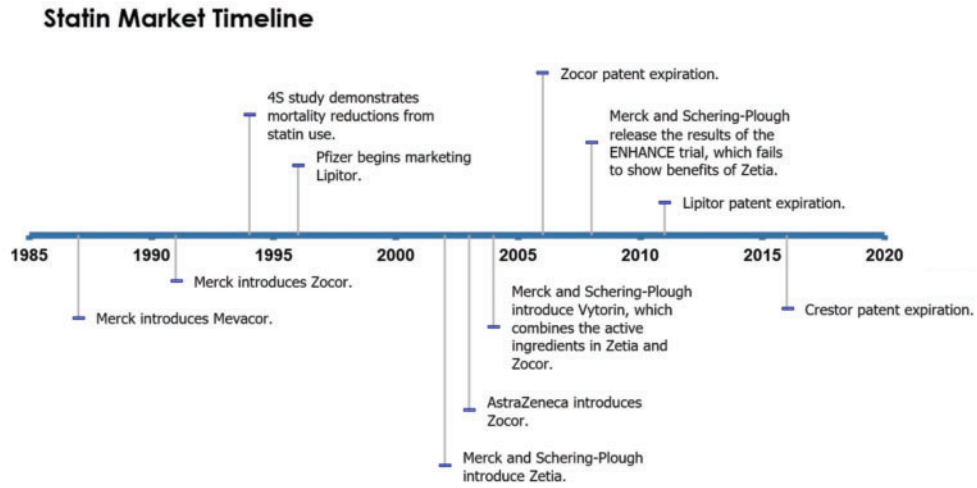 Statin Market Timeline
Zocor patent expiration.
4S study demonstrates
mortality reductions from
statin use.
Merck and Schering-Plough
release the results of the
ENHANCE trial, which fails
to show benefits of Zetia.
Pfizer begins marketing
Lipitor.
Lipitor patent expiration.
1985 1990 1995 2000 2005 2010 2015 2020
Merck introduces Zocor.
Merck introduces Mevacor.
Merck and Schering-Plough
introduce Vytorin, which
combines the active
ingredients in Zetia and
Zocor.
Crestor patent expiration.
AstraZeneca introduces
Zocor.
Merck and Schering-Plough
introduce Zetia.